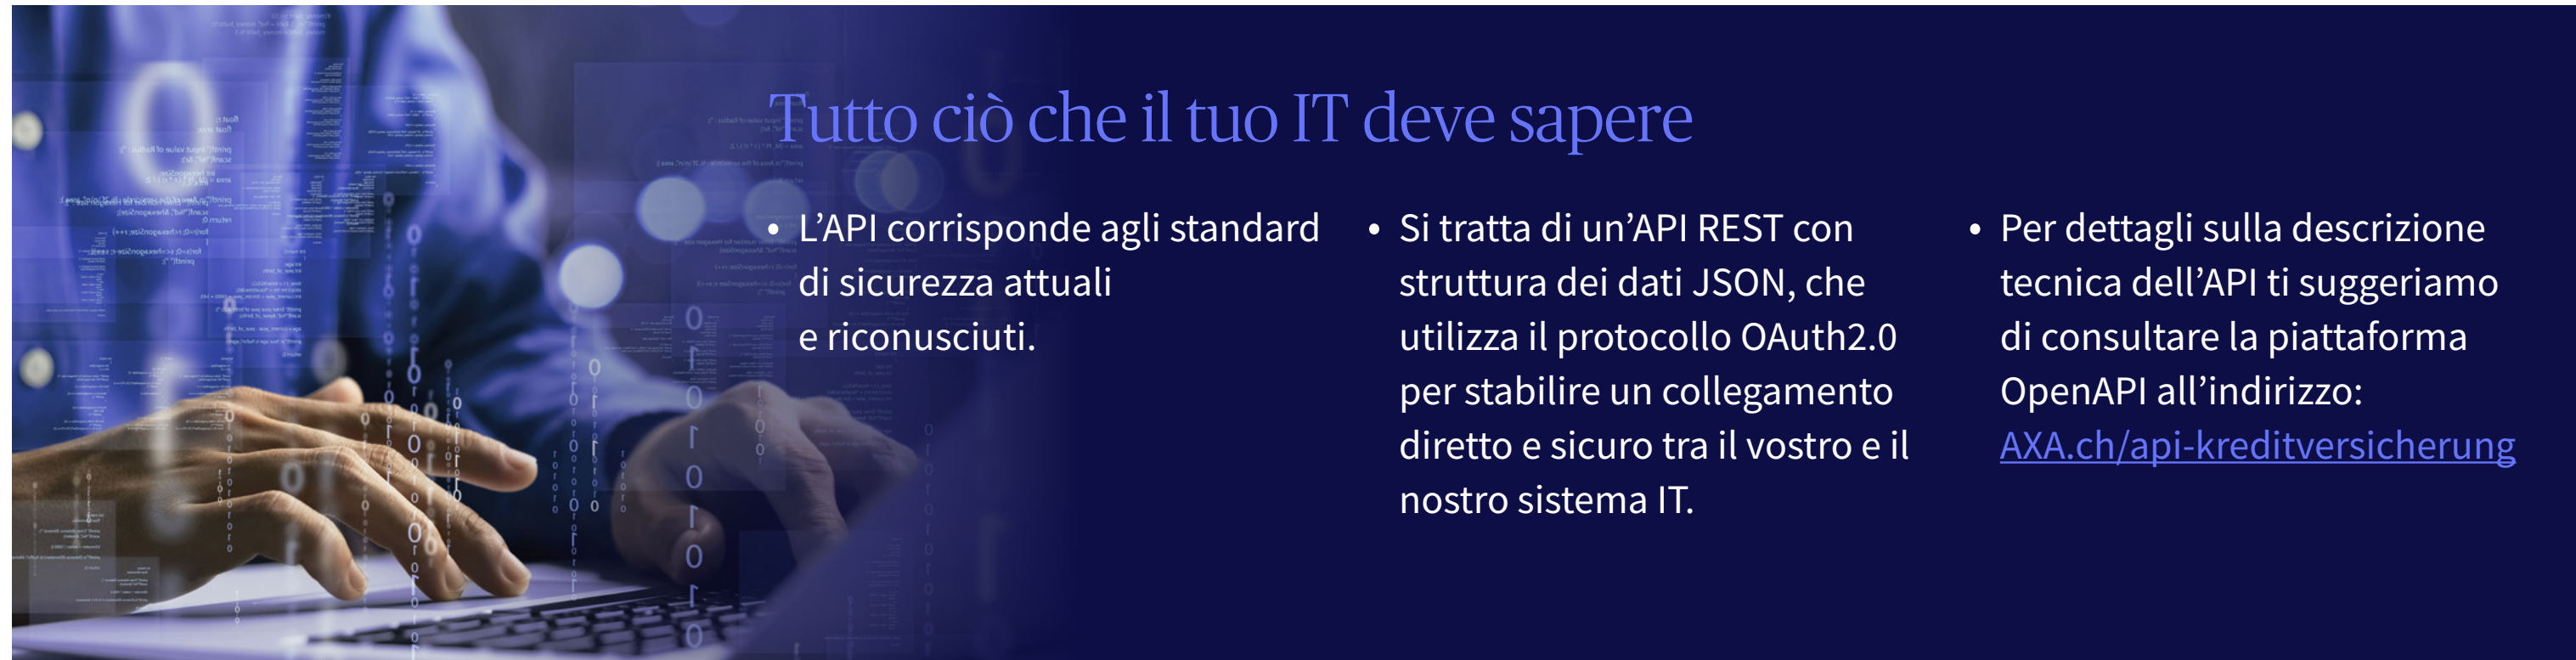 Tutto ciò che il tuo IT deve sapere
• L’API corrisponde agli standard
di sicurezza attuali
e riconusciuti.
• Si tratta di un’API REST con
struttura dei dati JSON, che
utilizza il protocollo OAuth2.0
per stabilire un collegamento
diretto e sicuro tra il vostro e il
nostro sistema IT.
• Per dettagli sulla descrizione
tecnica dell’API ti suggeriamo
di consultare la piattaforma
OpenAPI all’indirizzo:
AXA.ch/api-kreditversicherung